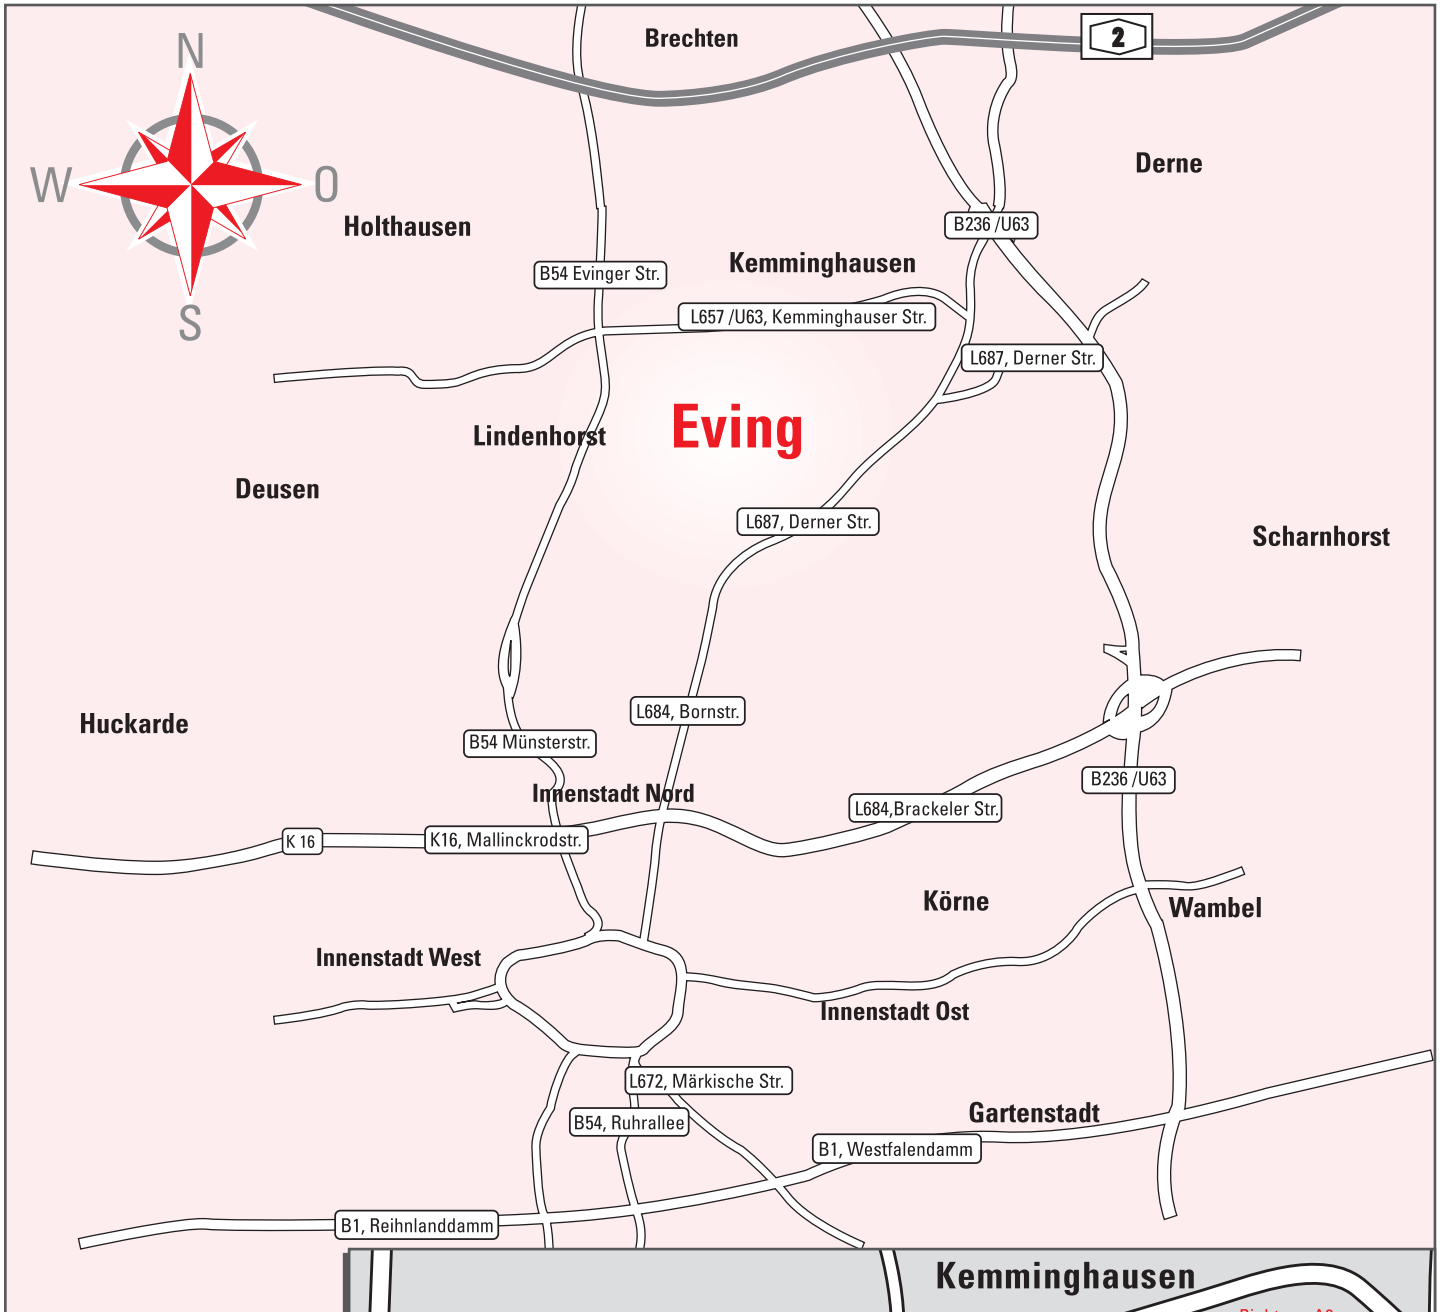 Brechten
2
N
W
O
S
Derne
Holthausen
B236 /U63
Kemminghausen
B54 Evinger Str.
L657 /U63, Kemminghauser Str.
L687, Derner Str.
Eving
Lindenhorst
Deusen
L687, Derner Str.
Scharnhorst
L684, Bornstr.
Huckarde
B54 Münsterstr.
B236 /U63
Innenstadt Nord
L684,Brackeler Str.
K 16
K16, Mallinckrodstr.
Körne
Wambel
Innenstadt West
Innenstadt Ost
L672, Märkische Str.
Gartenstadt
B54, Ruhrallee
B1, Westfalendamm
B1, Reihnlanddamm
Kemminghausen